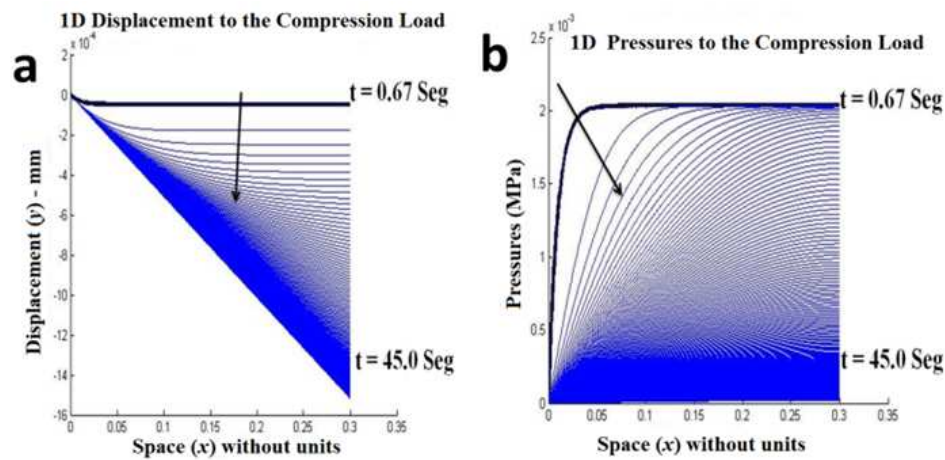 1D Displacement to the Compression Load
x 10⁻⁴
a
2
0
-2
-4
-6
-8
-10
-12
-14
-16
0
0.05
0.1
0.15
0.2
0.25
0.3
0.35
Displacement (y) - mm
Space (x) without units
t = 0.67 Seg
t = 45.0 Seg
x 10⁻³
b
1D Pressures to the Compression Load
2.5
2
1.5
1
0.5
0
0
0.05
0.1
0.15
0.2
0.25
0.3
0.35
Pressures (MPa)
Space (x) without units
t = 0.67 Seg
t = 45.0 Seg